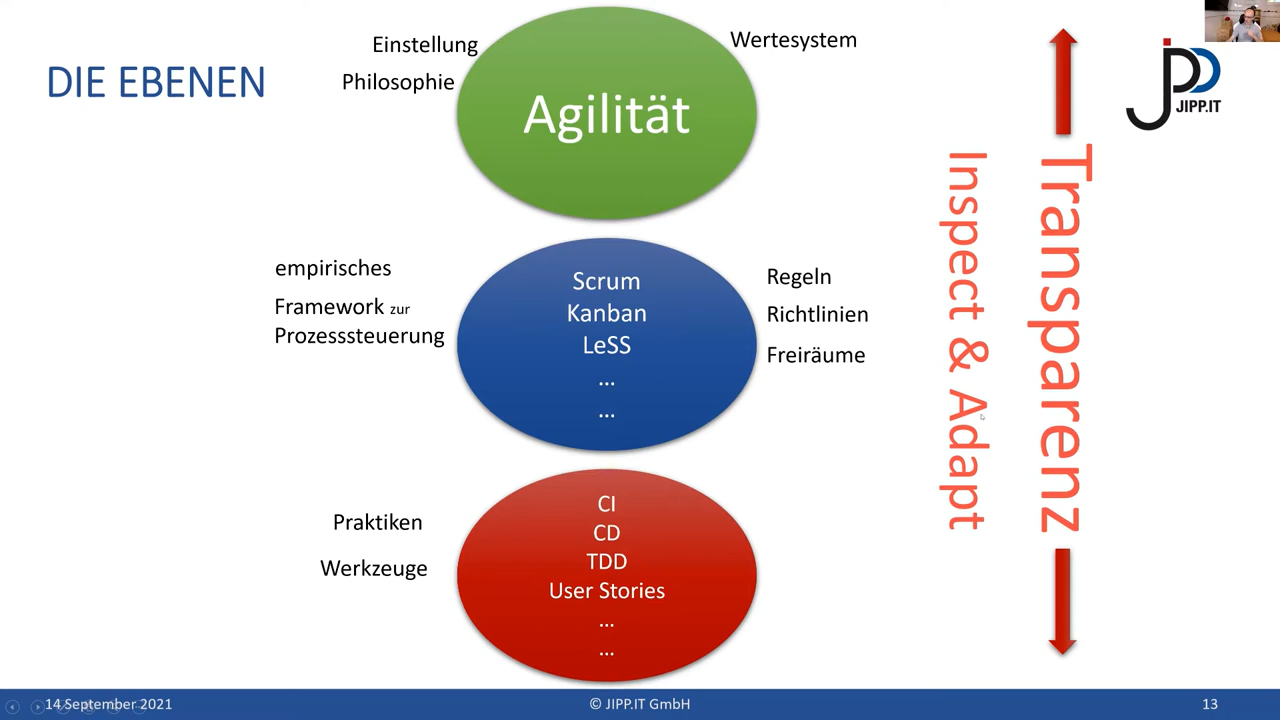 DIE EBENEN
Einstellung
Philosophie
Wertesystem
Agilität
JIPP.IT
empirisches
Framework zur
Prozesssteuerung
Scrum
Kanban
LeSS
...
...
Regeln
Richtlinien
Freiräume
Praktiken
Werkzeuge
CI
CD
TDD
User Stories
...
...
Inspect & Adapt
Transparenz
14 September 2021
© JIPP.IT GmbH
13